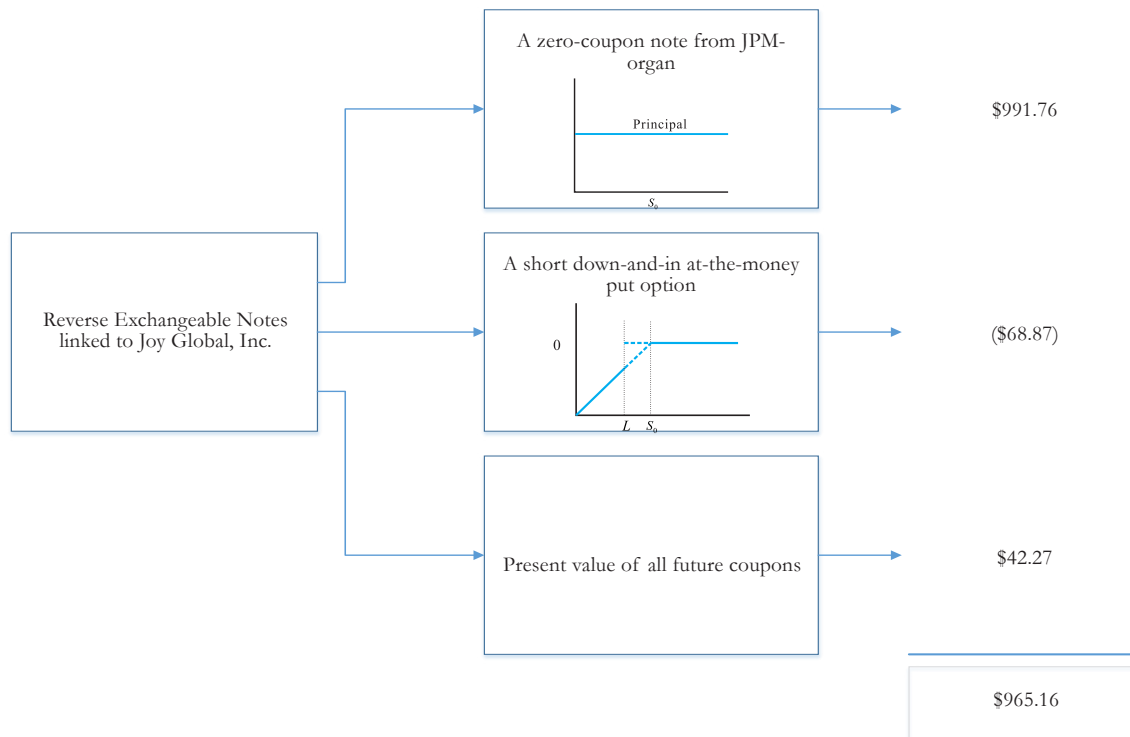 A zero-coupon note from JPM-
organ
Principal
S₀
$991.76
Reverse Exchangeable Notes
linked to Joy Global, Inc.
A short down-and-in at-the-money
put option
0
L S₀
($68.87)
Present value of all future coupons
$42.27
$965.16